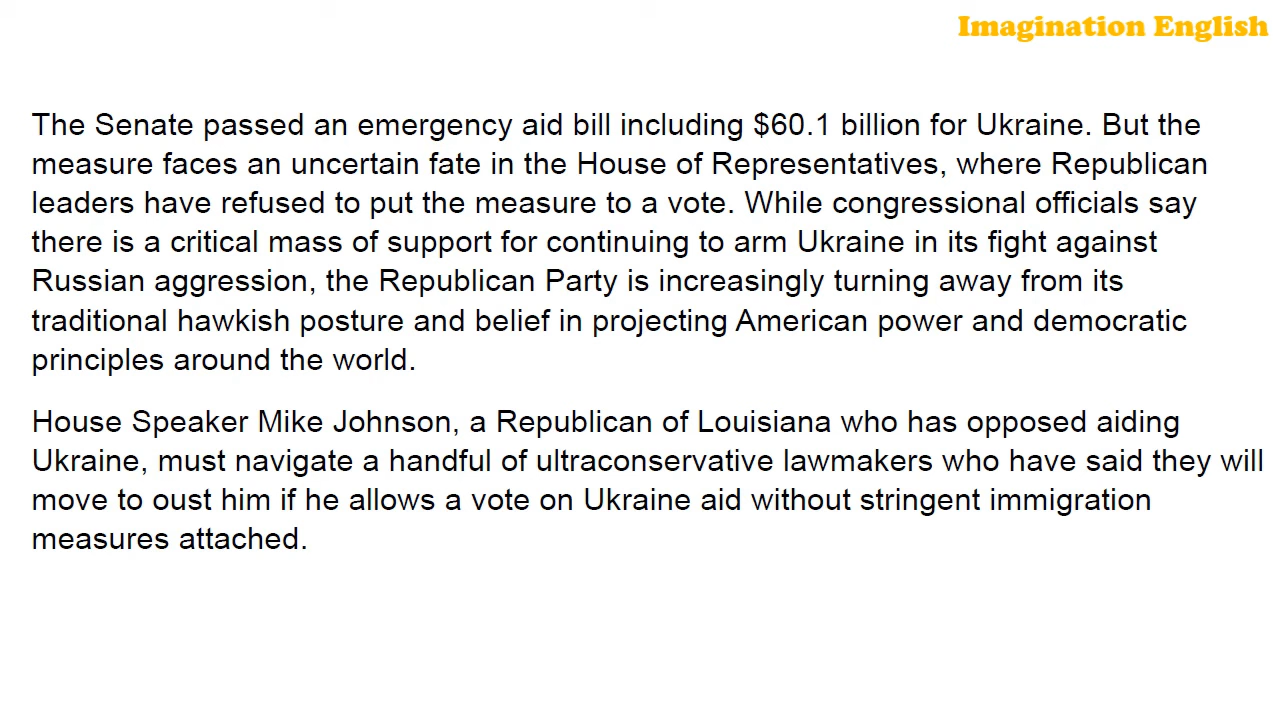 Imagination English
The Senate passed an emergency aid bill including $60.1 billion for Ukraine. But the
measure faces an uncertain fate in the House of Representatives, where Republican
leaders have refused to put the measure to a vote. While congressional officials say
there is a critical mass of support for continuing to arm Ukraine in its fight against
Russian aggression, the Republican Party is increasingly turning away from its
traditional hawkish posture and belief in projecting American power and democratic
principles around the world.
House Speaker Mike Johnson, a Republican of Louisiana who has opposed aiding
Ukraine, must navigate a handful of ultraconservative lawmakers who have said they will
move to oust him if he allows a vote on Ukraine aid without stringent immigration
measures attached.